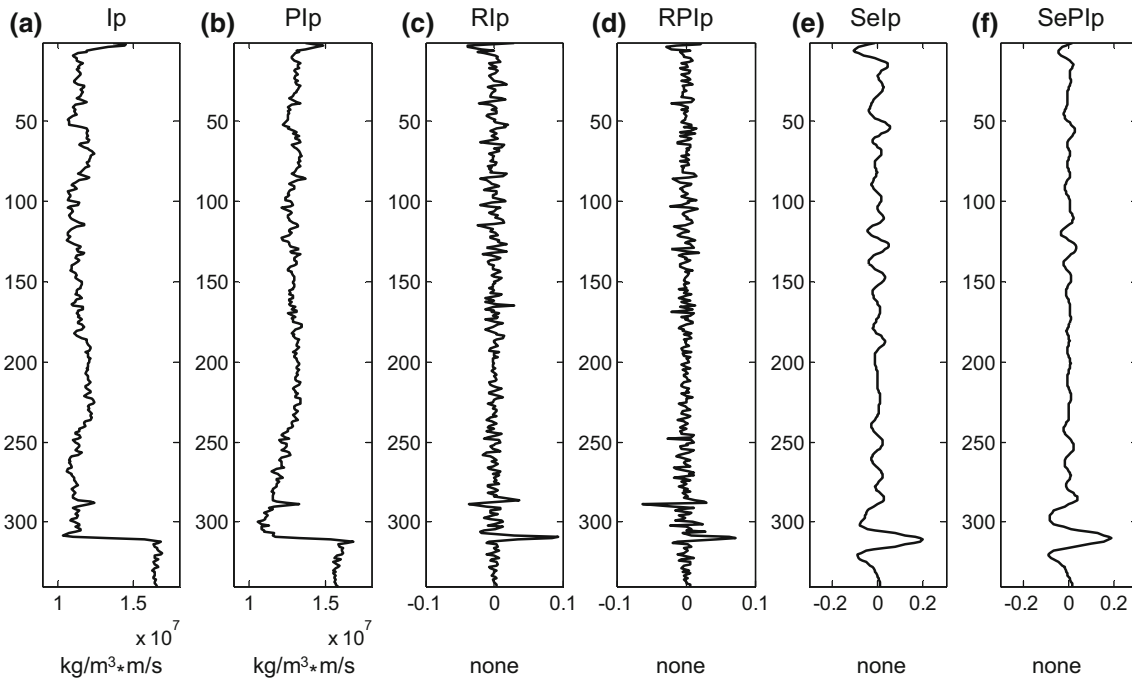 (a) Ip (b) PIp (c) RIp (d) RPIp (e) SeIp (f) SePIp
50 50 50 50 50 50
100 100 100 100 100 100
150 150 150 150 150 150
200 200 200 200 200 200
250 250 250 250 250 250
300 300 300 300 300 300
1 1.5 1 1.5 -0.1 0 0.1 -0.1 0 0.1 -0.2 0 0.2 -0.2 0 0.2
x 10⁷ x 10⁷
kg/m³*m/s kg/m³*m/s none none none none